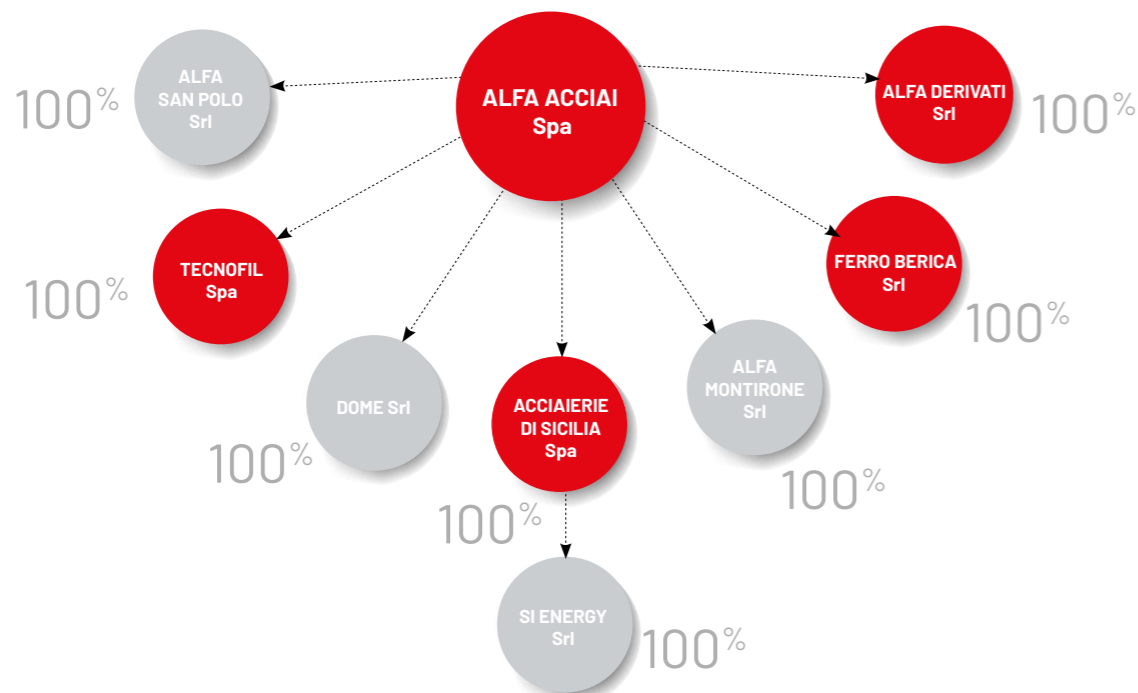 ALFA ACCIAI
Spa
ALFA
SAN POLO
Srl
100%
ALFA DERIVATI
Srl
100%
TECNOFIL
Spa
100%
FERRO BERICA
Srl
100%
DOME Srl
100%
ACCIAIERIE
DI SICILIA
Spa
100%
ALFA
MONTIRONE
Srl
100%
SI ENERGY
Srl
100%